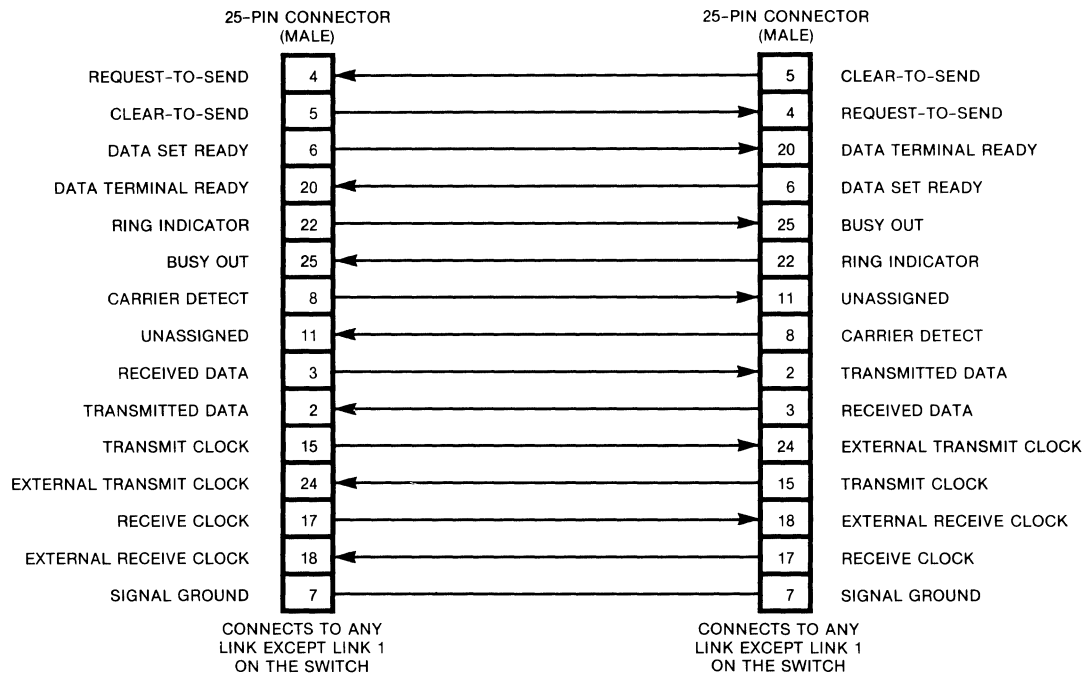 25-PIN CONNECTOR 25-PIN CONNECTOR
(MALE) (MALE)
REQUEST-TO-SEND 4 5 CLEAR-TO-SEND
CLEAR-TO-SEND 5 4 REQUEST-TO-SEND
DATA SET READY 6 20 DATA TERMINAL READY
DATA TERMINAL READY 20 6 DATA SET READY
RING INDICATOR 22 25 BUSY OUT
BUSY OUT 25 22 RING INDICATOR
CARRIER DETECT 8 11 UNASSIGNED
UNASSIGNED 11 8 CARRIER DETECT
RECEIVED DATA 3 2 TRANSMITTED DATA
TRANSMITTED DATA 2 3 RECEIVED DATA
TRANSMIT CLOCK 15 24 EXTERNAL TRANSMIT CLOCK
EXTERNAL TRANSMIT CLOCK 24 15 TRANSMIT CLOCK
RECEIVE CLOCK 17 18 EXTERNAL RECEIVE CLOCK
EXTERNAL RECEIVE CLOCK 18 17 RECEIVE CLOCK
SIGNAL GROUND 7 7 SIGNAL GROUND
CONNECTS TO ANY CONNECTS TO ANY
LINK EXCEPT LINK 1 LINK EXCEPT LINK 1
ON THE SWITCH ON THE SWITCH